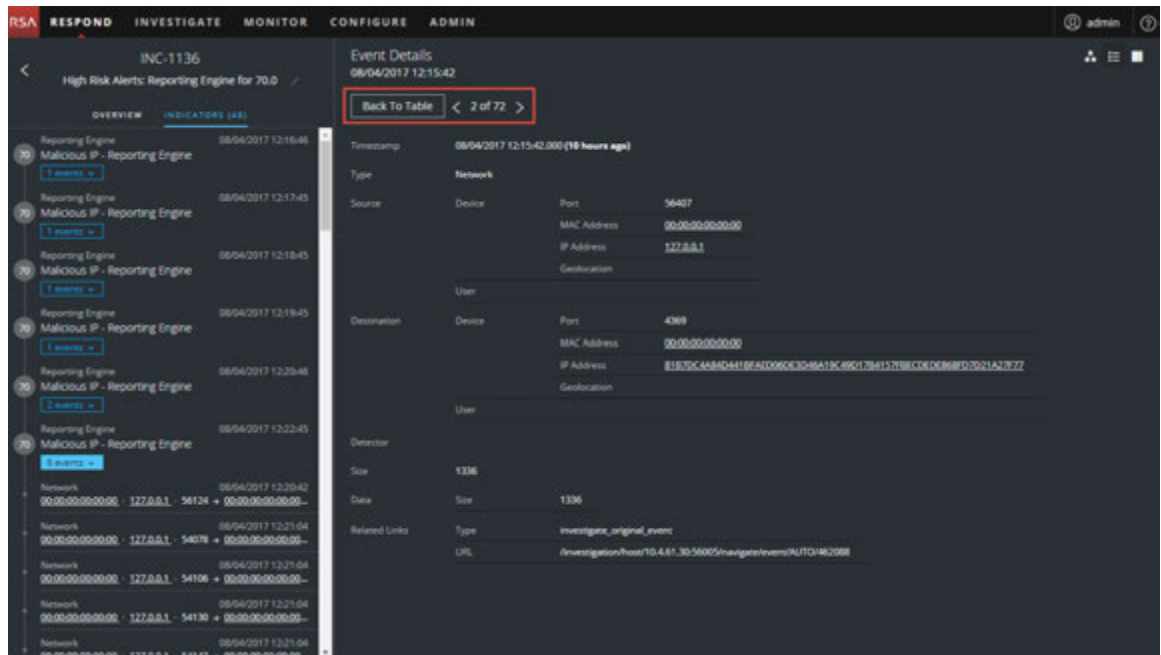 RSA RESPOND INVESTIGATE MONITOR CONFIGURE ADMIN admin
INC-1136
High Risk Alerts: Reporting Engine for 70.0
OVERVIEW INDICATORS (48)
Reporting Engine 08/04/2017 12:16:46
70 Malicious IP - Reporting Engine
1 events
Reporting Engine 08/04/2017 12:17:45
70 Malicious IP - Reporting Engine
1 events
Reporting Engine 08/04/2017 12:18:45
70 Malicious IP - Reporting Engine
1 events
Reporting Engine 08/04/2017 12:19:45
70 Malicious IP - Reporting Engine
1 events
Reporting Engine 08/04/2017 12:20:46
70 Malicious IP - Reporting Engine
2 events
Reporting Engine 08/04/2017 12:22:45
70 Malicious IP - Reporting Engine
events
Network 08/04/2017 12:20:42
00:00:00:00:00:00 · 127.0.0.1 · 56124 → 00:00:00:00:00:00...
Network 08/04/2017 12:21:04
00:00:00:00:00:00 · 127.0.0.1 · 54078 → 00:00:00:00:00:00...
Network 08/04/2017 12:21:04
00:00:00:00:00:00 · 127.0.0.1 · 54106 → 00:00:00:00:00:00...
Network 08/04/2017 12:21:04
00:00:00:00:00:00 · 127.0.0.1 · 54130 → 00:00:00:00:00:00...
Network 08/04/2017 12:21:04
Event Details
08/04/2017 12:15:42
Back To Table < 2 of 72 >
Timestamp 08/04/2017 12:15:42.000 (10 hours ago)
Type Network
Source Device Port 56407
MAC Address 00:00:00:00:00:00
IP Address 127.0.0.1
Geolocation
User
Destination Device Port 4369
MAC Address 00:00:00:00:00:00
IP Address
Geolocation
User
Detector
Size 1336
Data Size 1336
Related Links Type investigate_original_event
URL /investigation/host/10.4.61.30:56005/navigate/event/AUTO/462088